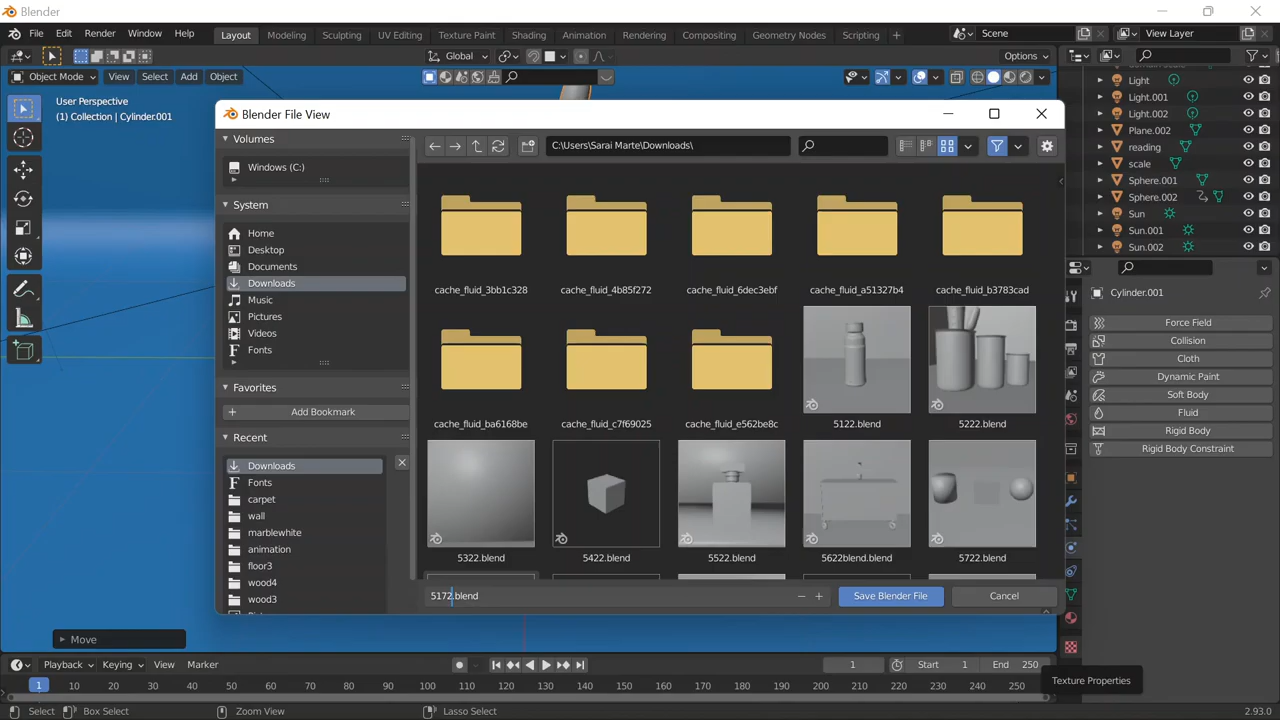 Blender
File Edit Render Window Help Layout Modeling Sculpting UV Editing Texture Paint Shading Animation Rendering Compositing Geometry Nodes Scripting + Scene View Layer
Global Options
Object Mode View Select Add Object
User Perspective
(1) Collection | Cylinder.001
Light
Light.001
Light.002
Plane.002
reading
scale
Sphere.001
Sphere.002
Sun
Sun.001
Sun.002
Blender File View
Volumes
Windows (C:)
System
Home
Desktop
Documents
Downloads
Music
Pictures
Videos
Fonts
Favorites
Add Bookmark
Recent
Downloads
Fonts
carpet
wall
marblewhite
animation
floor3
wood4
wood3
C:\Users\Sarai Marte\Downloads\
cache_fluid_3bb1c328 cache_fluid_4b85f272 cache_fluid_6dec3ebf cache_fluid_a51327b4 cache_fluid_b3783cad
cache_fluid_ba6168be cache_fluid_c7f69025 cache_fluid_e562be8c 5122.blend 5222.blend
5322.blend 5422.blend 5522.blend 5622blend.blend 5722.blend
5172.blend Save Blender File Cancel
Cylinder.001
Force Field
Collision
Cloth
Dynamic Paint
Soft Body
Fluid
Rigid Body
Rigid Body Constraint
Move
Playback Keying View Marker 1 Start 1 End 250
1 10 20 30 40 50 60 70 80 90 100 110 120 130 140 150 160 170 180 190 200 210 220 230 240 250
Texture Properties
Select Box Select Zoom View Lasso Select 2.93.0